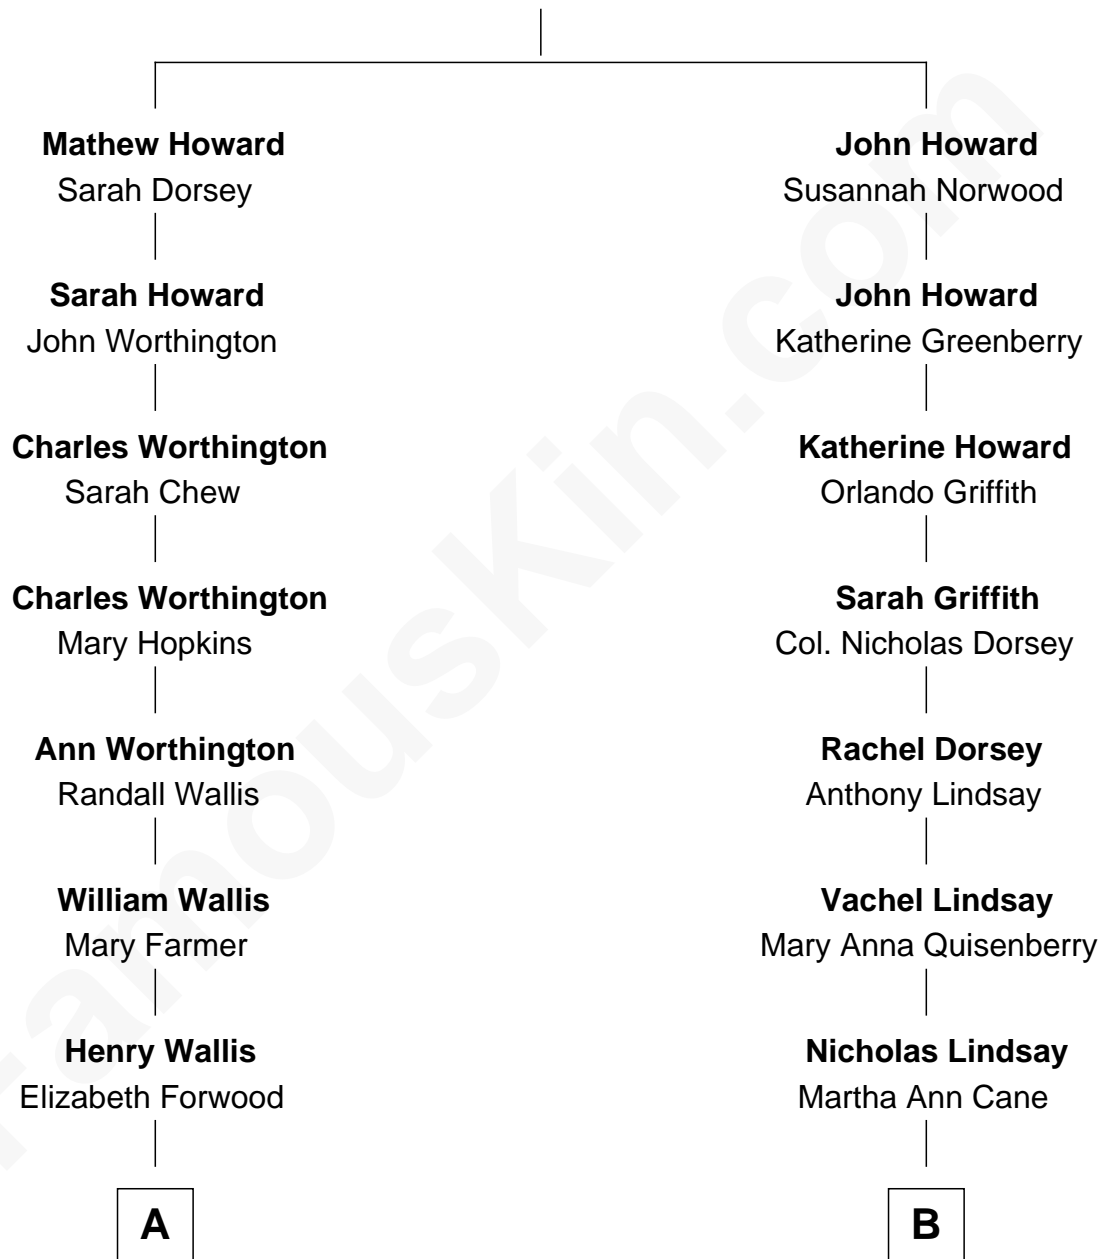 Mathew Howard
Sarah Dorsey
Sarah Howard
John Worthington
Charles Worthington
Sarah Chew
Charles Worthington
Mary Hopkins
Ann Worthington
Randall Wallis
William Wallis
Mary Farmer
Henry Wallis
Elizabeth Forwood
A
John Howard
Susannah Norwood
John Howard
Katherine Greenberry
Katherine Howard
Orlando Griffith
Sarah Griffith
Col. Nicholas Dorsey
Rachel Dorsey
Anthony Lindsay
Vachel Lindsay
Mary Anna Quisenberry
Nicholas Lindsay
Martha Ann Cane
B
FamousKin.com